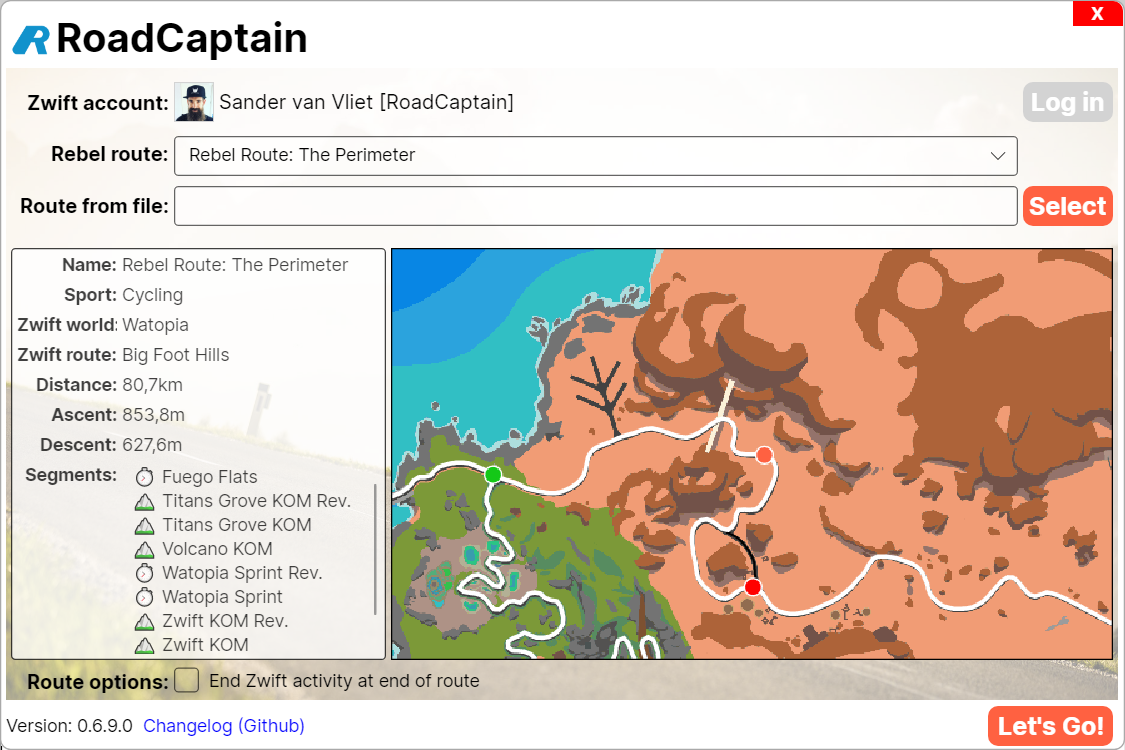 X
RoadCaptain
Zwift account: Sander van Vliet [RoadCaptain] Log in
Rebel route: Rebel Route: The Perimeter
Route from file: Select
Name: Rebel Route: The Perimeter
Sport: Cycling
Zwift world: Watopia
Zwift route: Big Foot Hills
Distance: 80,7km
Ascent: 853,8m
Descent: 627,6m
Segments: Fuego Flats
Titans Grove KOM Rev.
Titans Grove KOM
Volcano KOM
Watopia Sprint Rev.
Watopia Sprint
Zwift KOM Rev.
Zwift KOM
Route options: End Zwift activity at end of route
Version: 0.6.9.0 Changelog (Github) Let's Go!